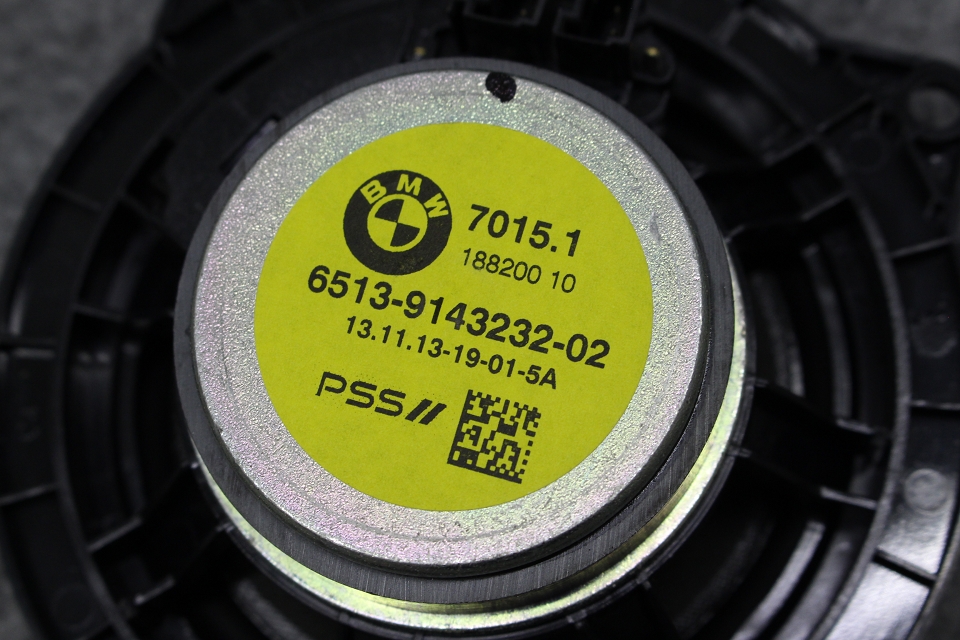 BMW
7015.1
188200 10
6513-9143232-02
13.11.13-19-01-5A
PSS//